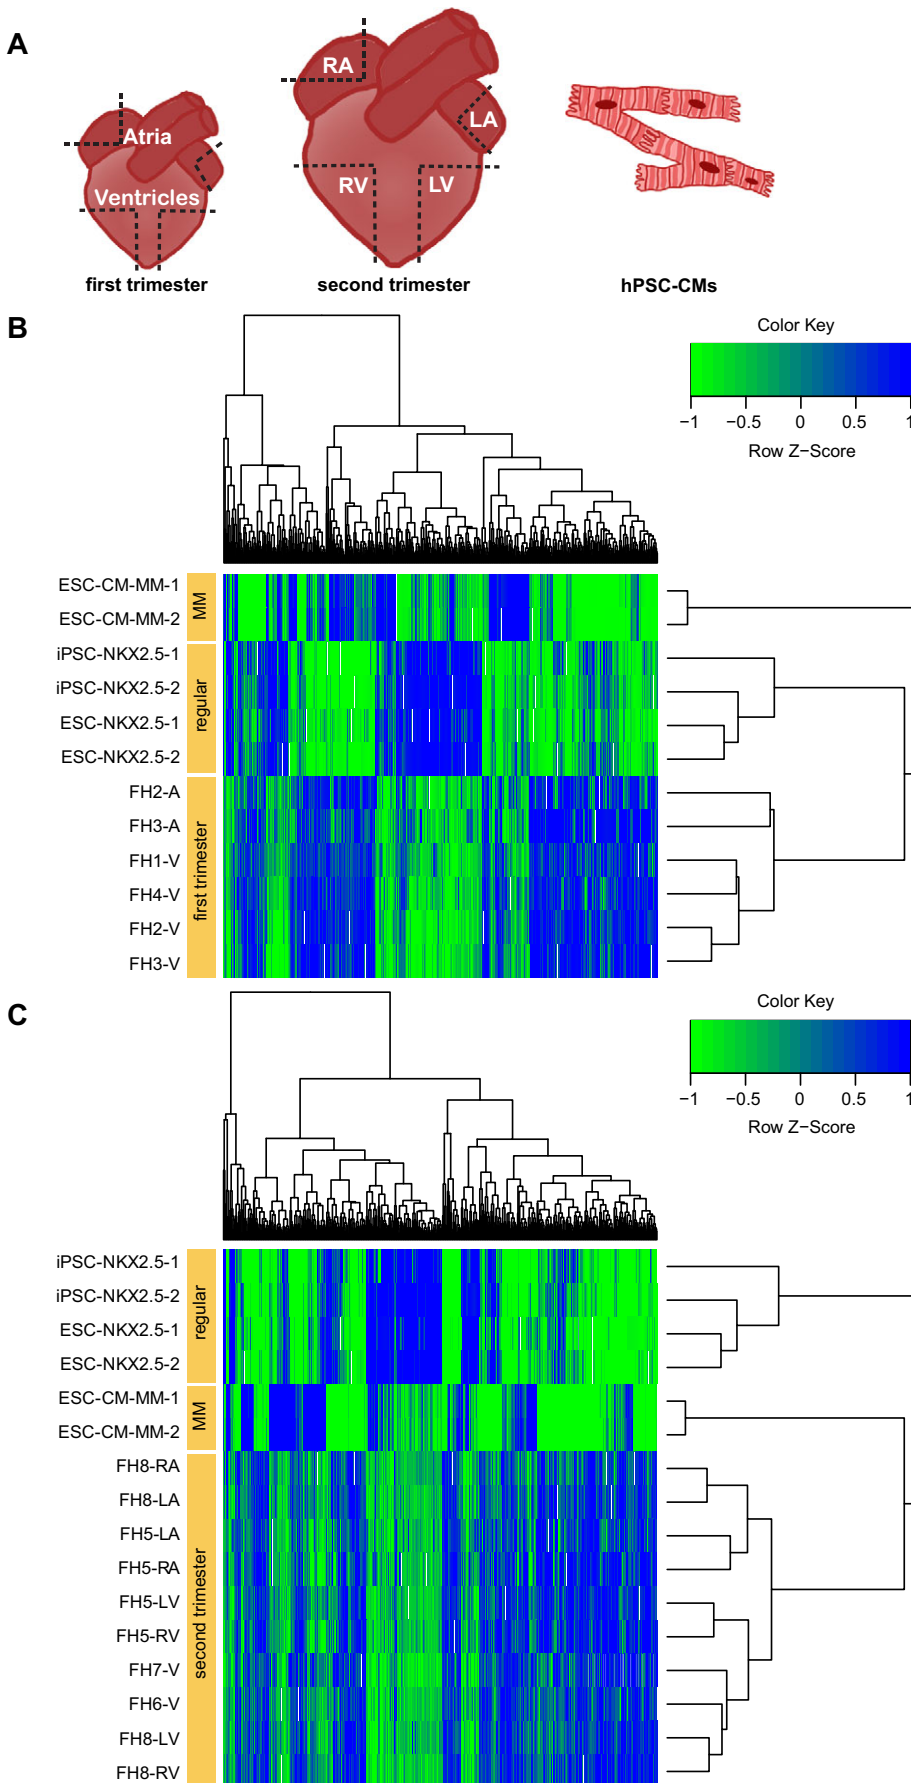 A
RA
LA
Atria
RV
LV
Ventricles
first trimester
second trimester
hPSC-CMs
B
Color Key
−1
−0.5
0
0.5
1
Row Z−Score
ESC-CM-MM-1
ESC-CM-MM-2
MM
iPSC-NKX2.5-1
iPSC-NKX2.5-2
ESC-NKX2.5-1
ESC-NKX2.5-2
regular
FH2-A
FH3-A
FH1-V
FH4-V
FH2-V
FH3-V
first trimester
C
Color Key
−1
−0.5
0
0.5
1
Row Z−Score
iPSC-NKX2.5-1
iPSC-NKX2.5-2
ESC-NKX2.5-1
ESC-NKX2.5-2
regular
ESC-CM-MM-1
ESC-CM-MM-2
MM
FH8-RA
FH8-LA
FH5-LA
FH5-RA
FH5-LV
FH5-RV
FH7-V
FH6-V
FH8-LV
FH8-RV
second trimester